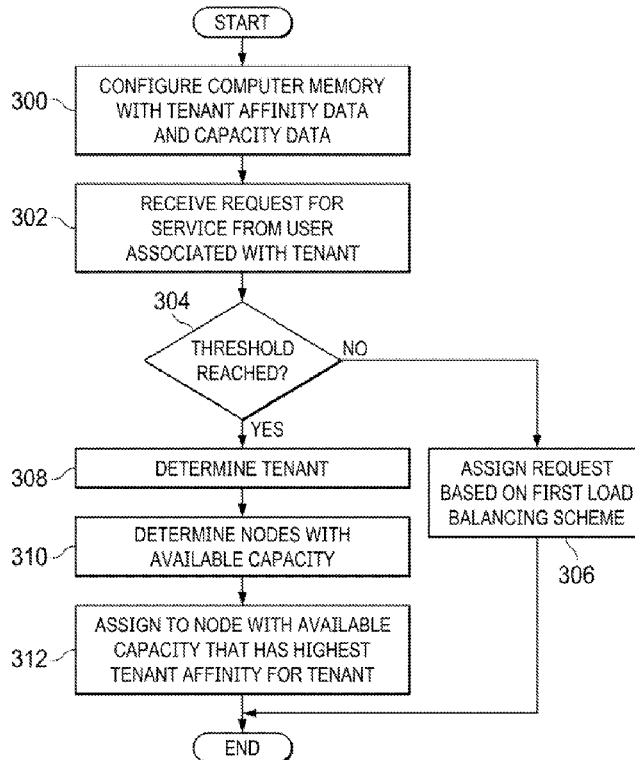 START
300
CONFIGURE COMPUTER MEMORY
WITH TENANT AFFINITY DATA
AND CAPACITY DATA
302
RECEIVE REQUEST FOR
SERVICE FROM USER
ASSOCIATED WITH TENANT
304
THRESHOLD
REACHED?
NO
YES
308
DETERMINE TENANT
ASSIGN REQUEST
BASED ON FIRST LOAD
BALANCING SCHEME
306
310
DETERMINE NODES WITH
AVAILABLE CAPACITY
312
ASSIGN TO NODE WITH AVAILABLE
CAPACITY THAT HAS HIGHEST
TENANT AFFINITY FOR TENANT
END